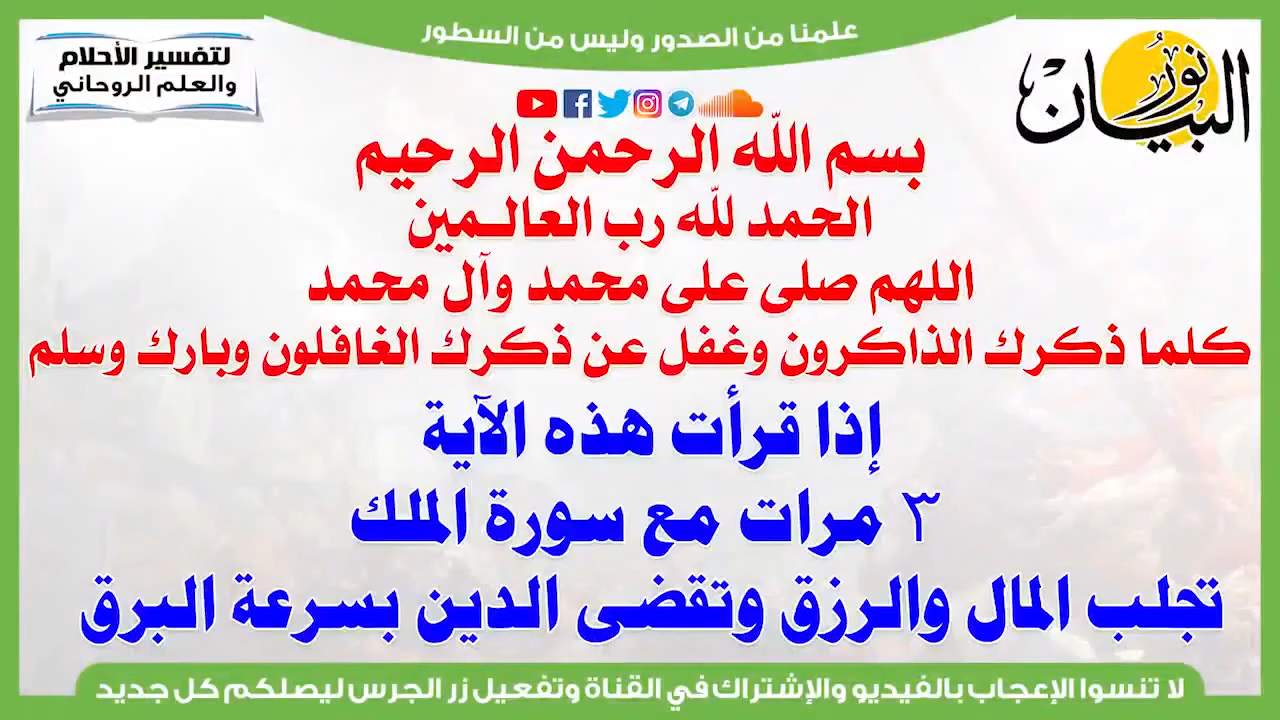 علمنا من الصدور وليس من السطور
لتفسير الأحلام
والعلم الروحاني
نور
البيان
بسم الله الرحمن الرحيم
الحمد لله رب العالـمين
اللهم صلى على محمد وآل محمد
كلما ذكرك الذاكرون وغفل عن ذكرك الغافلون وبارك وسلم
إذا قرأت هذه الآية
٣ مرات مع سورة الملك
تجلب المال والرزق وتقضى الدين بسرعة البرق
لا تنسوا الإعجاب بالفيديو والإشتراك في القناة وتفعيل زر الجرس ليصلكم كل جديد